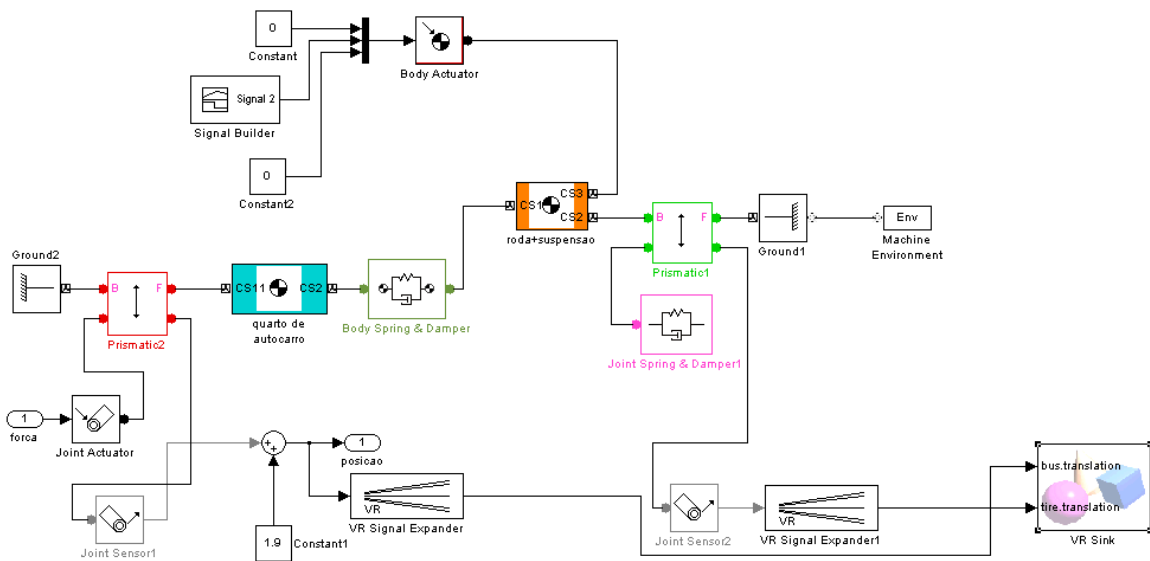 0
Constant
Signal 2
Signal Builder
0
Constant2
Body Actuator
CS1
CS3
CS2
roda+suspensao
B
F
Prismatic1
Ground1
Env
Machine
Environment
Ground2
B
F
Prismatic2
CS11
CS2
quarto de
autocarro
Body Spring & Damper
Joint Spring & Damper1
1
forca
Joint Actuator
1
posicao
Joint Sensor1
1.9
Constant1
VR
VR Signal Expander
Joint Sensor2
VR
VR Signal Expander1
bus.translation
tire.translation
VR Sink